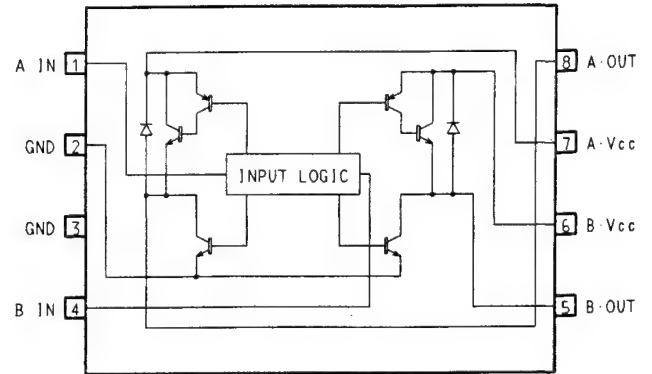 A IN 1
GND 2
GND 3
B IN 4
INPUT LOGIC
8 A·OUT
7 A·Vcc
6 B·Vcc
5 B·OUT